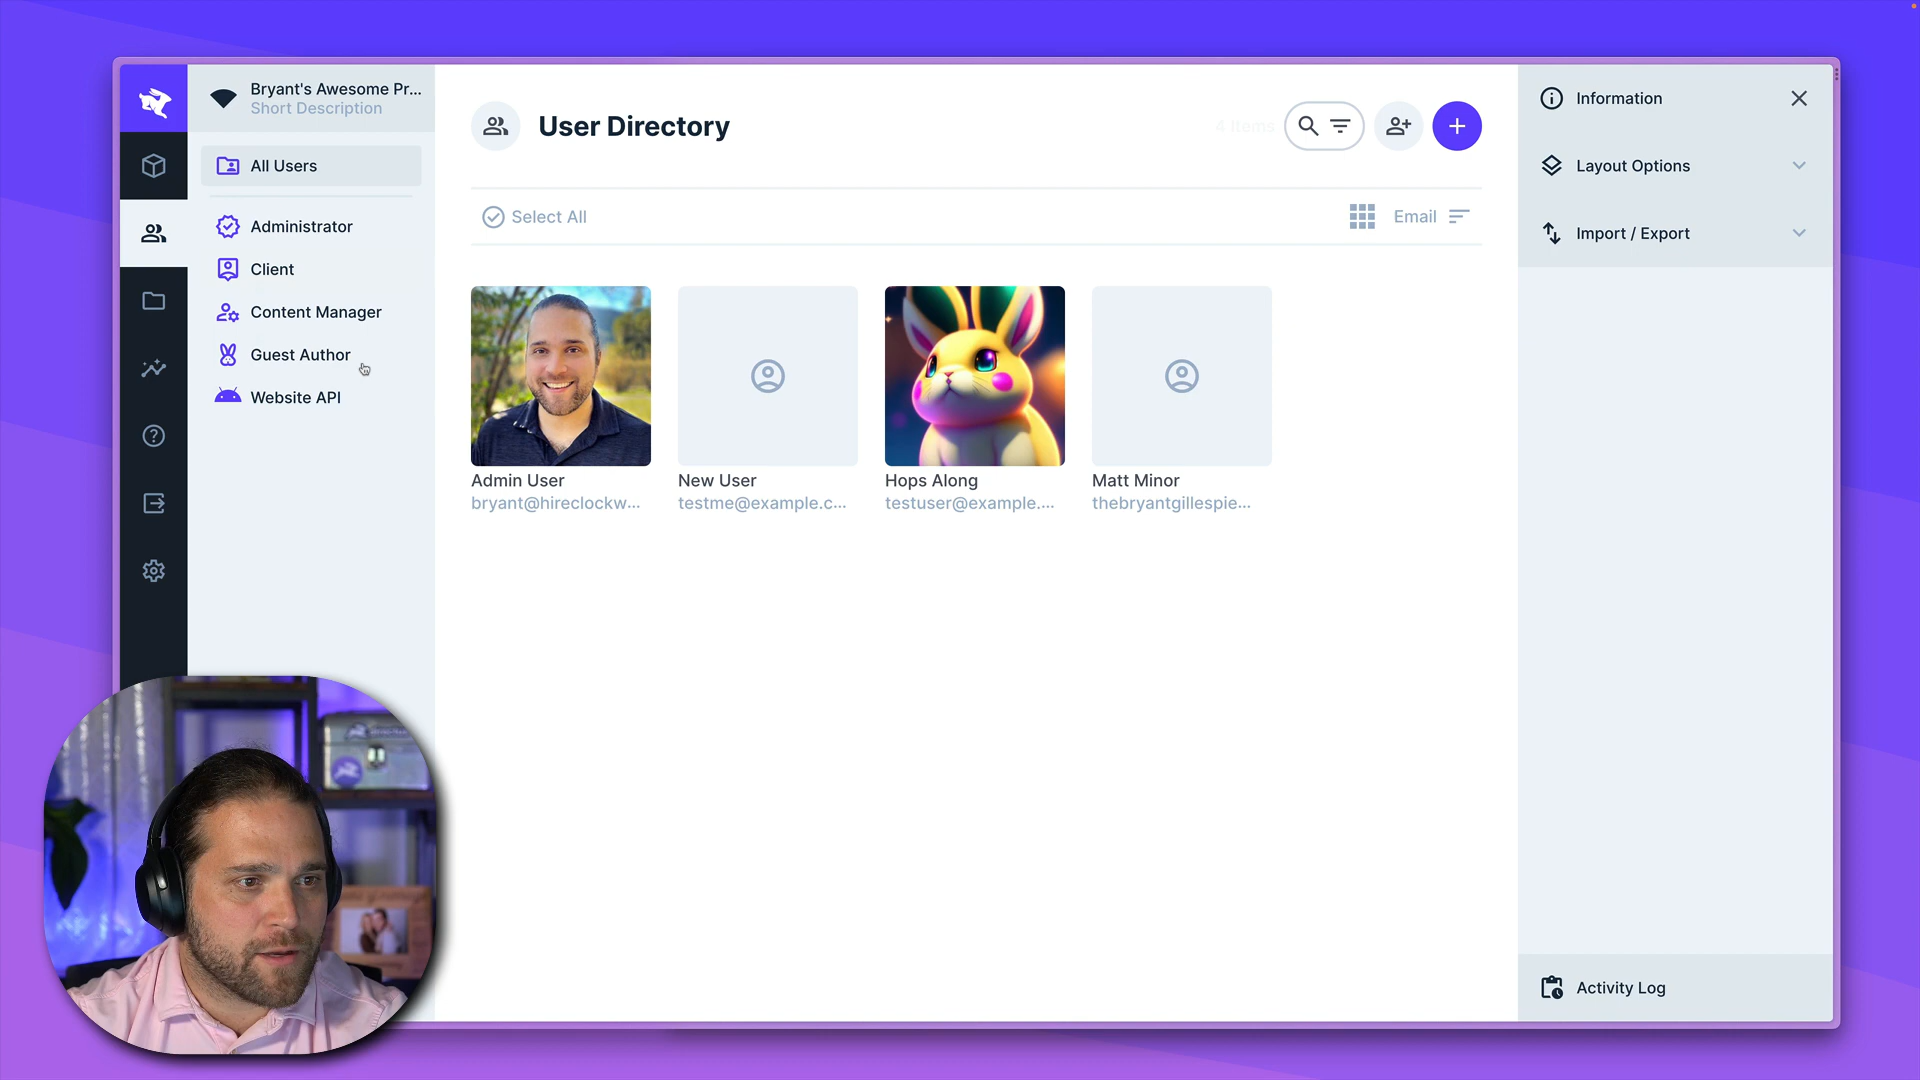 Bryant's Awesome Pr...
Short Description
All Users
Administrator
Client
Content Manager
Guest Author
Website API
User Directory
4 Items
Select All
Email
Admin User
bryant@hireclockw...
New User
testme@example.c...
Hops Along
testuser@example....
Matt Minor
thebryantgillespie...
Information
Layout Options
Import / Export
Activity Log